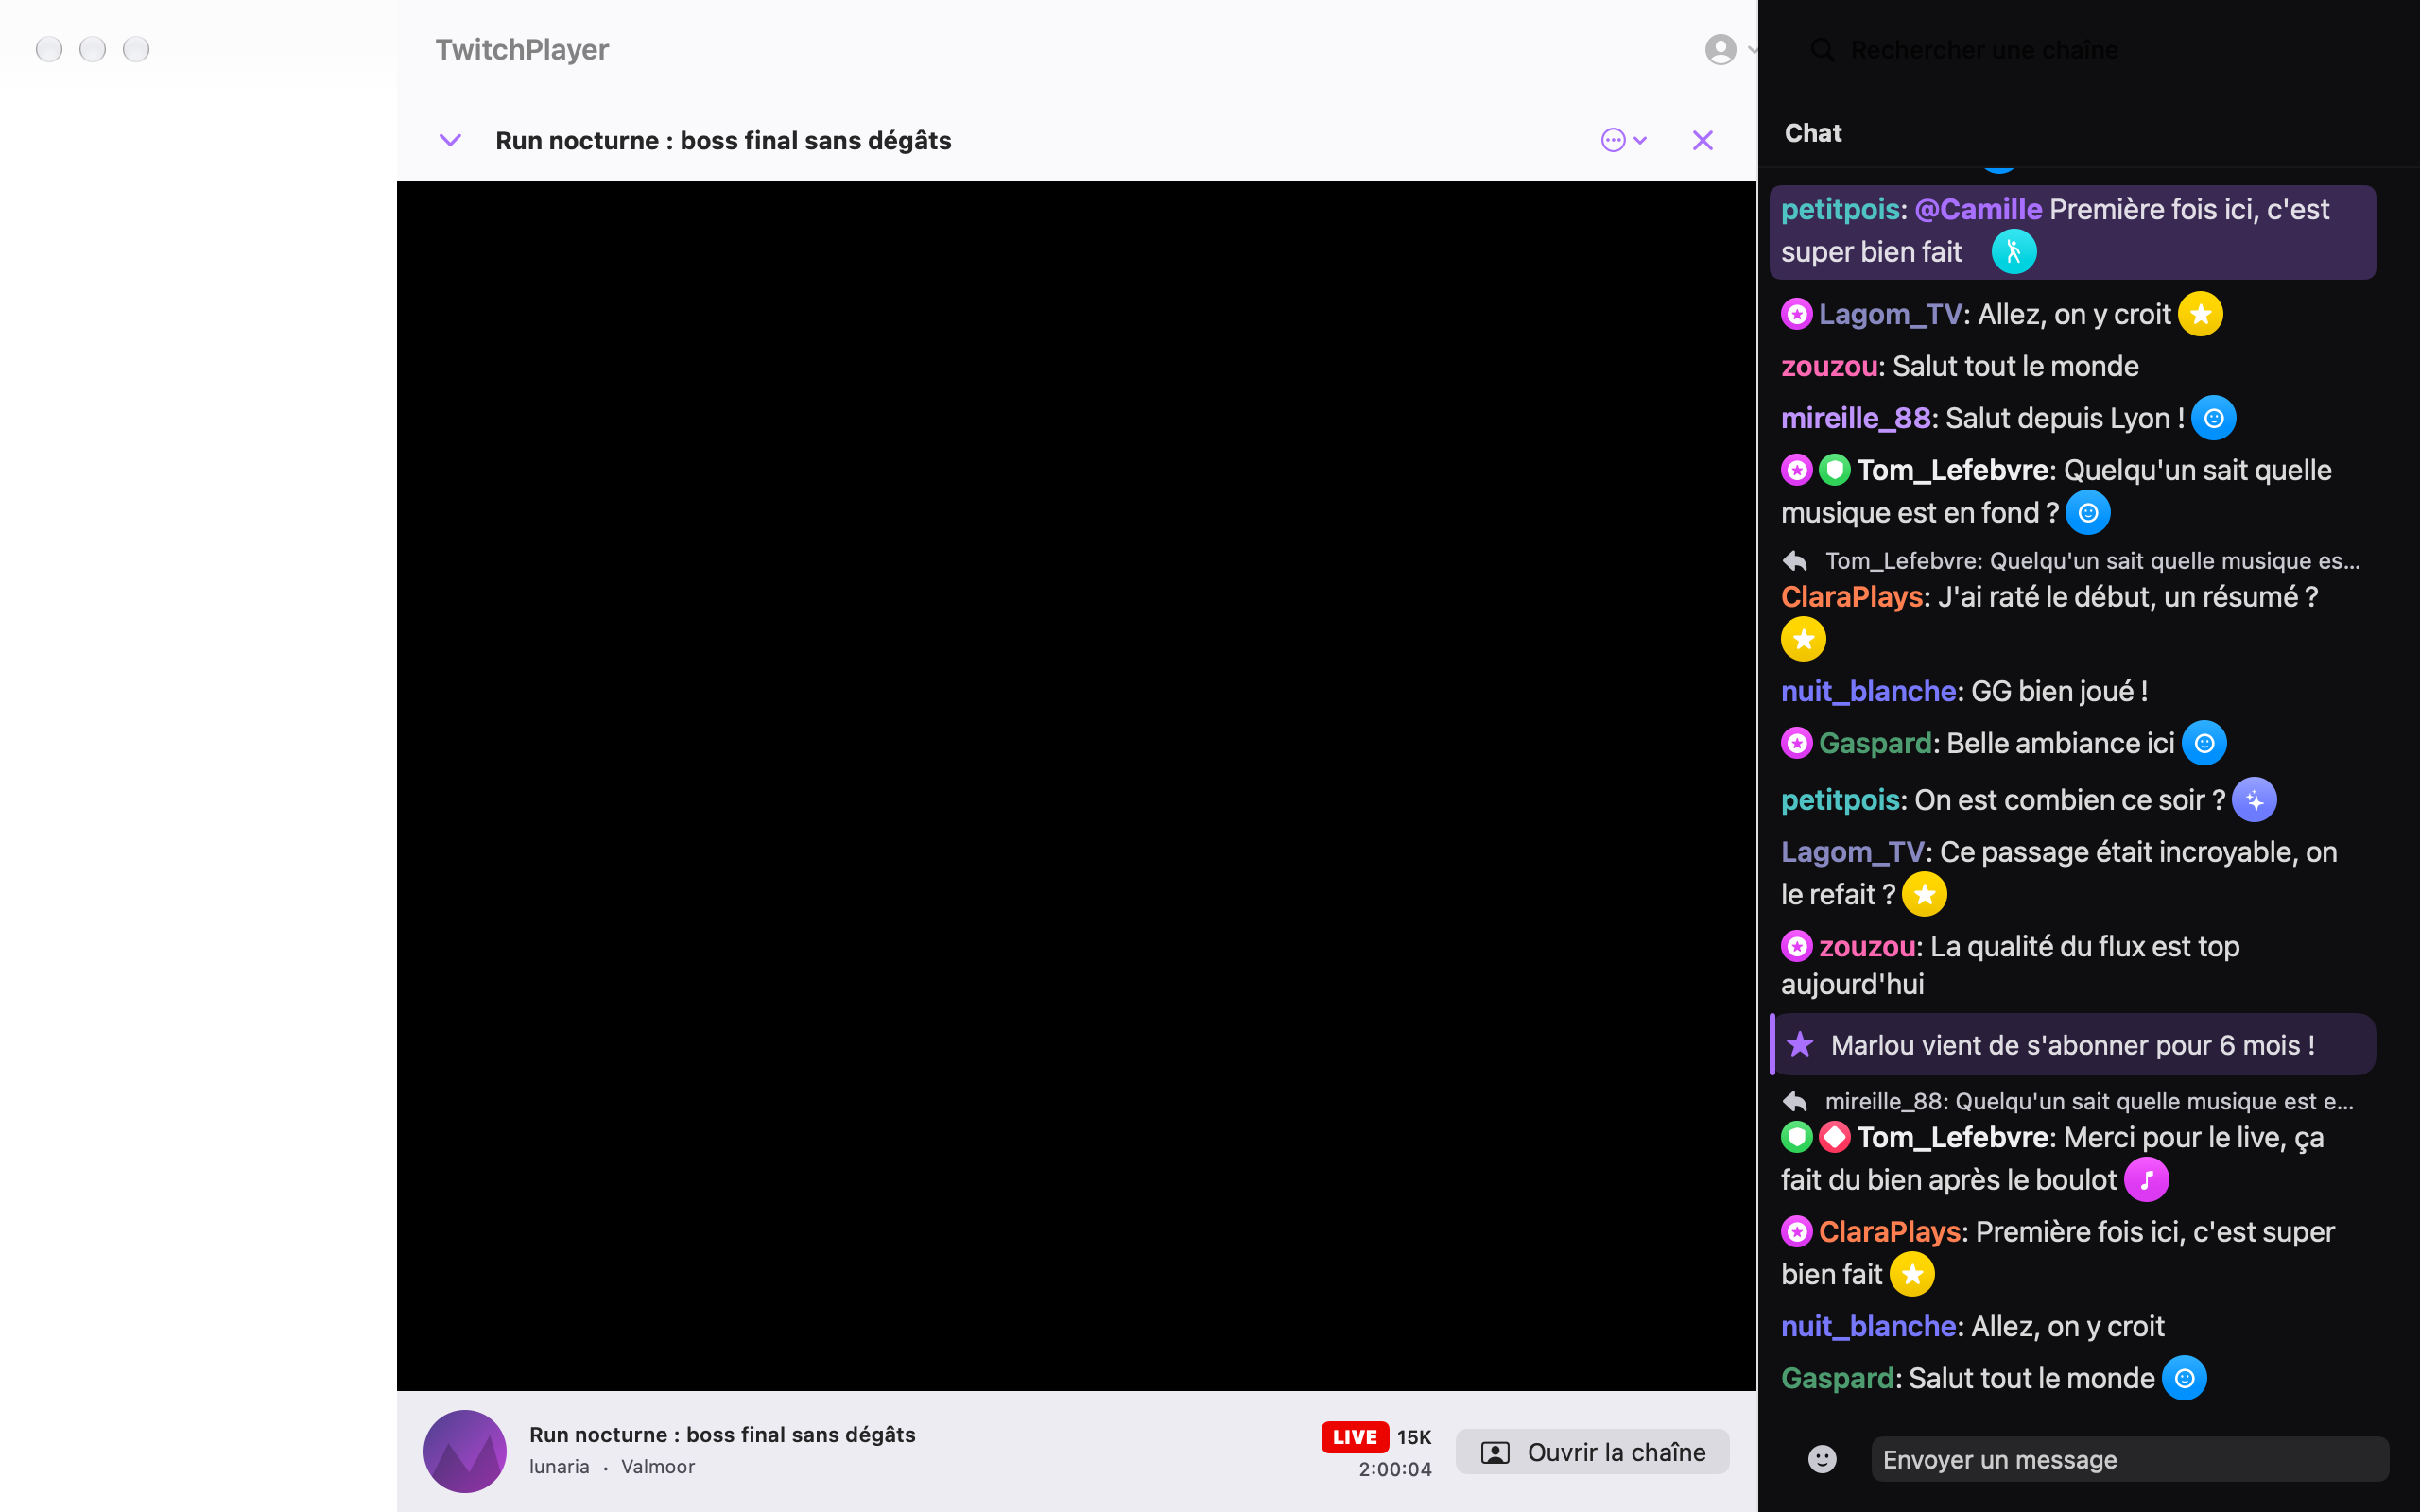 TwitchPlayer
Rechercher une chaîne
Run nocturne : boss final sans dégâts
Chat
petitpois: @Camille Première fois ici, c'est
super bien fait
Lagom_TV: Allez, on y croit
zouzou: Salut tout le monde
mireille_88: Salut depuis Lyon !
Tom_Lefebvre: Quelqu'un sait quelle
musique est en fond ?
Tom_Lefebvre: Quelqu'un sait quelle musique es...
ClaraPlays: J'ai raté le début, un résumé ?
nuit_blanche: GG bien joué !
Gaspard: Belle ambiance ici
petitpois: On est combien ce soir ?
Lagom_TV: Ce passage était incroyable, on
le refait ?
zouzou: La qualité du flux est top
aujourd'hui
Marlou vient de s'abonner pour 6 mois !
mireille_88: Quelqu'un sait quelle musique est e...
Tom_Lefebvre: Merci pour le live, ça
fait du bien après le boulot
ClaraPlays: Première fois ici, c'est super
bien fait
nuit_blanche: Allez, on y croit
Gaspard: Salut tout le monde
Envoyer un message
Run nocturne : boss final sans dégâts
lunaria • Valmoor
LIVE 15K
2:00:04
Ouvrir la chaîne